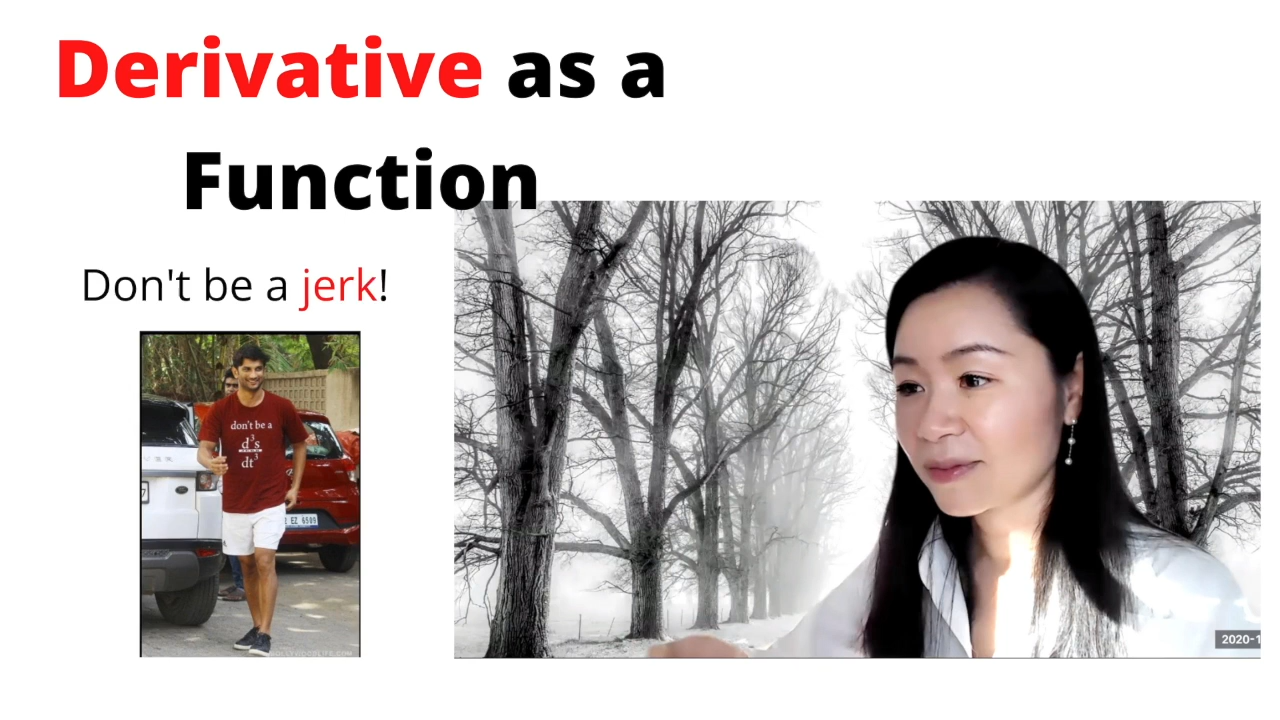 Derivative as a
Function
Don't be a jerk!
don't be a
d³s
dt³
2020-1